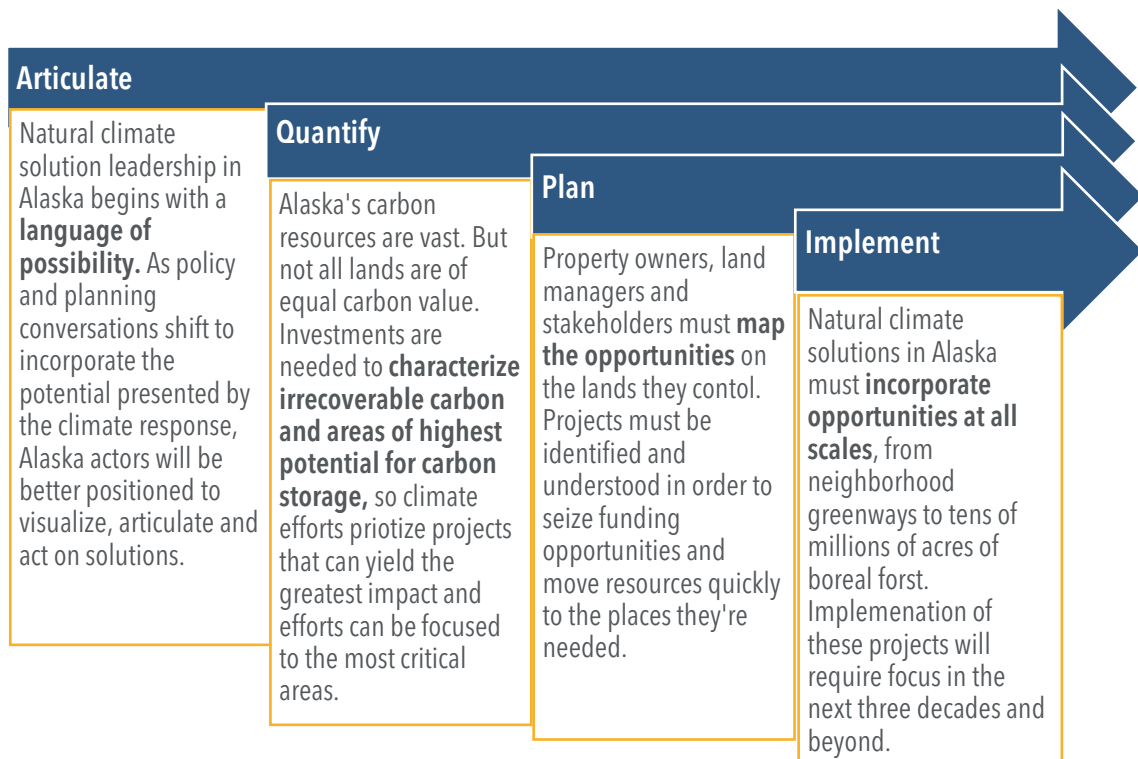 Articulate
Natural climate
solution leadership in
Alaska begins with a
language of
possibility. As policy
and planning
conversations shift to
incorporate the
potential presented by
the climate response,
Alaska actors will be
better positioned to
visualize, articulate and
act on solutions.
Quantify
Alaska's carbon
resources are vast. But
not all lands are of
equal carbon value.
Investments are
needed to characterize
irrecoverable carbon
and areas of highest
potential for carbon
storage, so climate
efforts priotize projects
that can yield the
greatest impact and
efforts can be focused
to the most critical
areas.
Plan
Property owners, land
managers and
stakeholders must map
the opportunities on
the lands they contol.
Projects must be
identified and
understood in order to
seize funding
opportunities and
move resources quickly
to the places they're
needed.
Implement
Natural climate
solutions in Alaska
must incorporate
opportunities at all
scales, from
neighborhood
greenways to tens of
millions of acres of
boreal forst.
Implemenation of
these projects will
require focus in the
next three decades and
beyond.